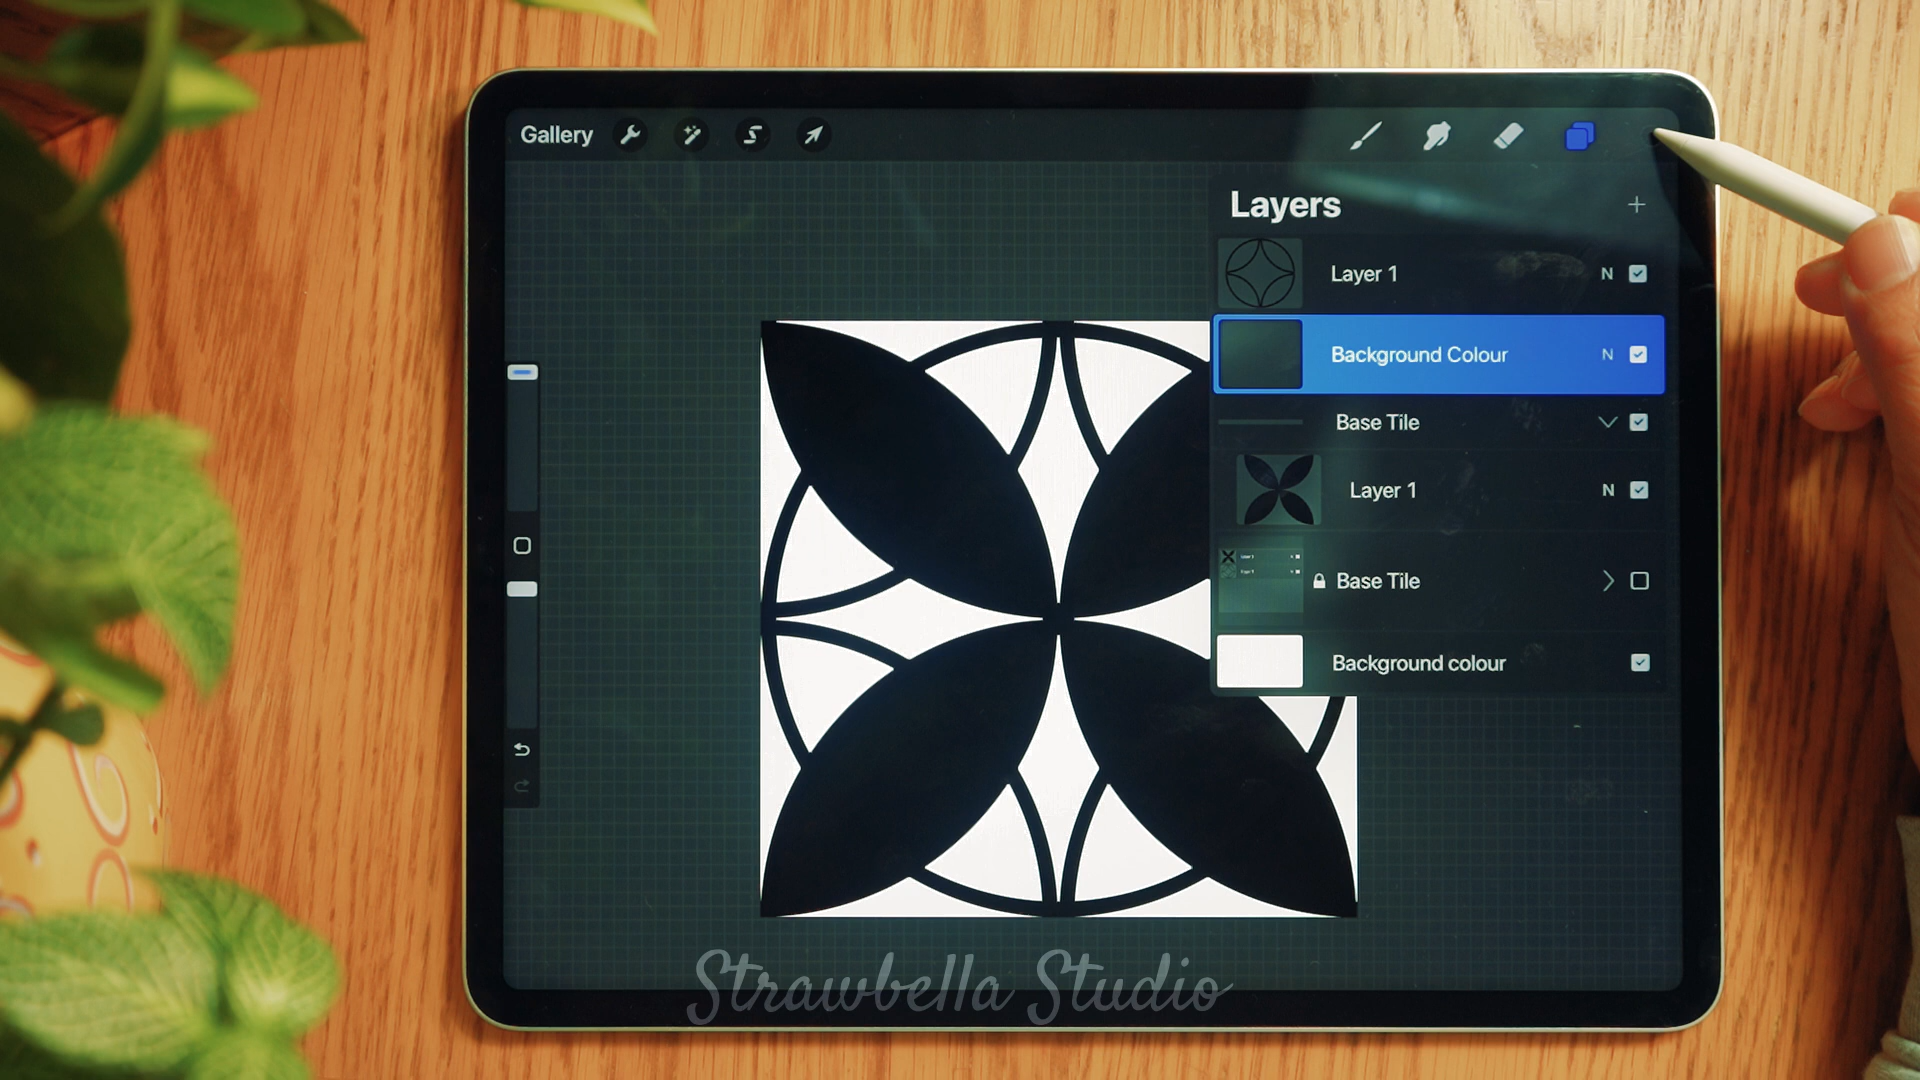 Gallery
Layers
Layer 1 N
Background Colour N
Base Tile
Layer 1 N
Base Tile
Background colour
Strawbella Studio